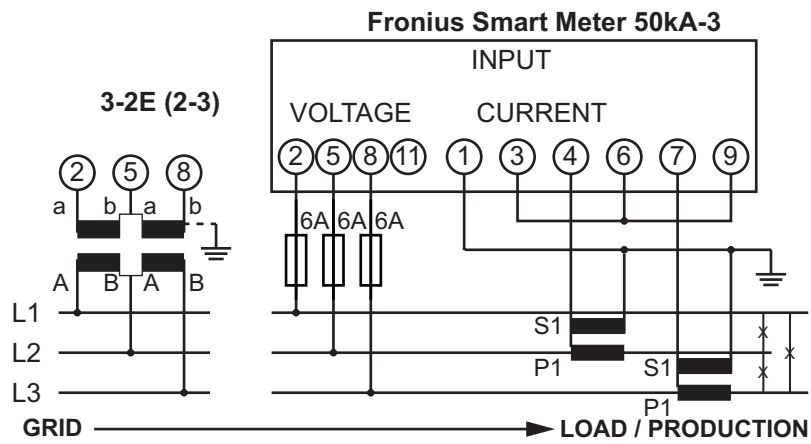 Fronius Smart Meter 50kA-3
INPUT
3-2E (2-3)
VOLTAGE CURRENT
2 5 8 2 5 8 11 1 3 4 6 7 9
a b a b
6A 6A 6A
A B A B
L1
S1
L2
P1 S1
L3
P1
GRID LOAD / PRODUCTION
x
x
x